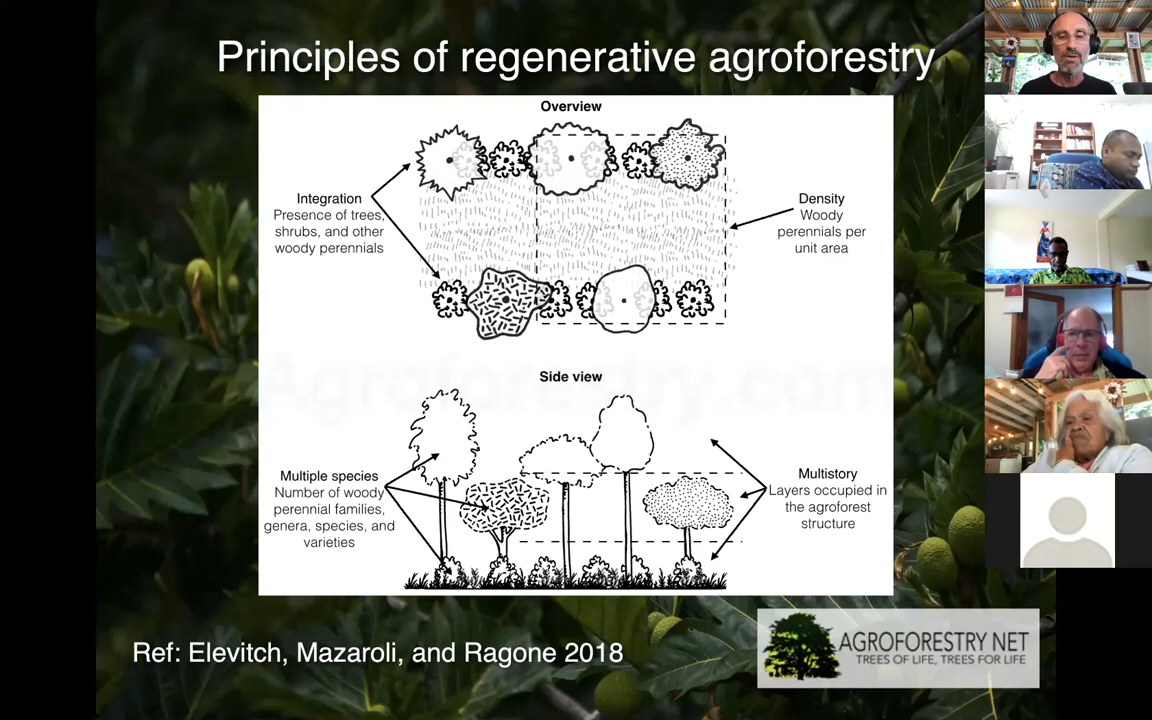 Principles of regenerative agroforestry
Overview
Integration
Presence of trees,
shrubs, and other
woody perennials
Density
Woody
perennials per
unit area
Agroforestry.com
Side view
Multiple species
Number of woody
perennial families,
genera, species, and
varieties
Multistory
Layers occupied in
the agroforest
structure
Ref: Elevitch, Mazaroli, and Ragone 2018
AGROFORESTRY NET
TREES OF LIFE, TREES FOR LIFE